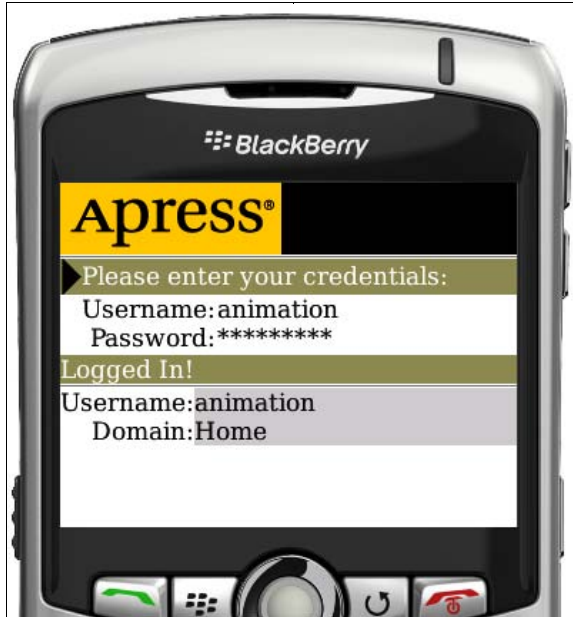 BlackBerry
Apress®
Please enter your credentials:
Username: animation
Password: *********
Logged In!
Username: animation
Domain: Home